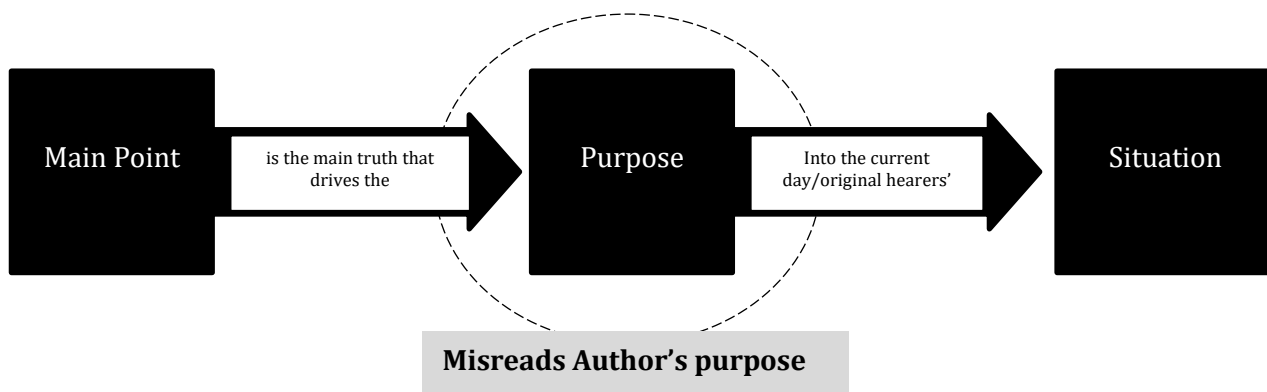 Main Point
is the main truth that
drives the
Purpose
Into the current
day/original hearers’
Situation
Misreads Author’s purpose